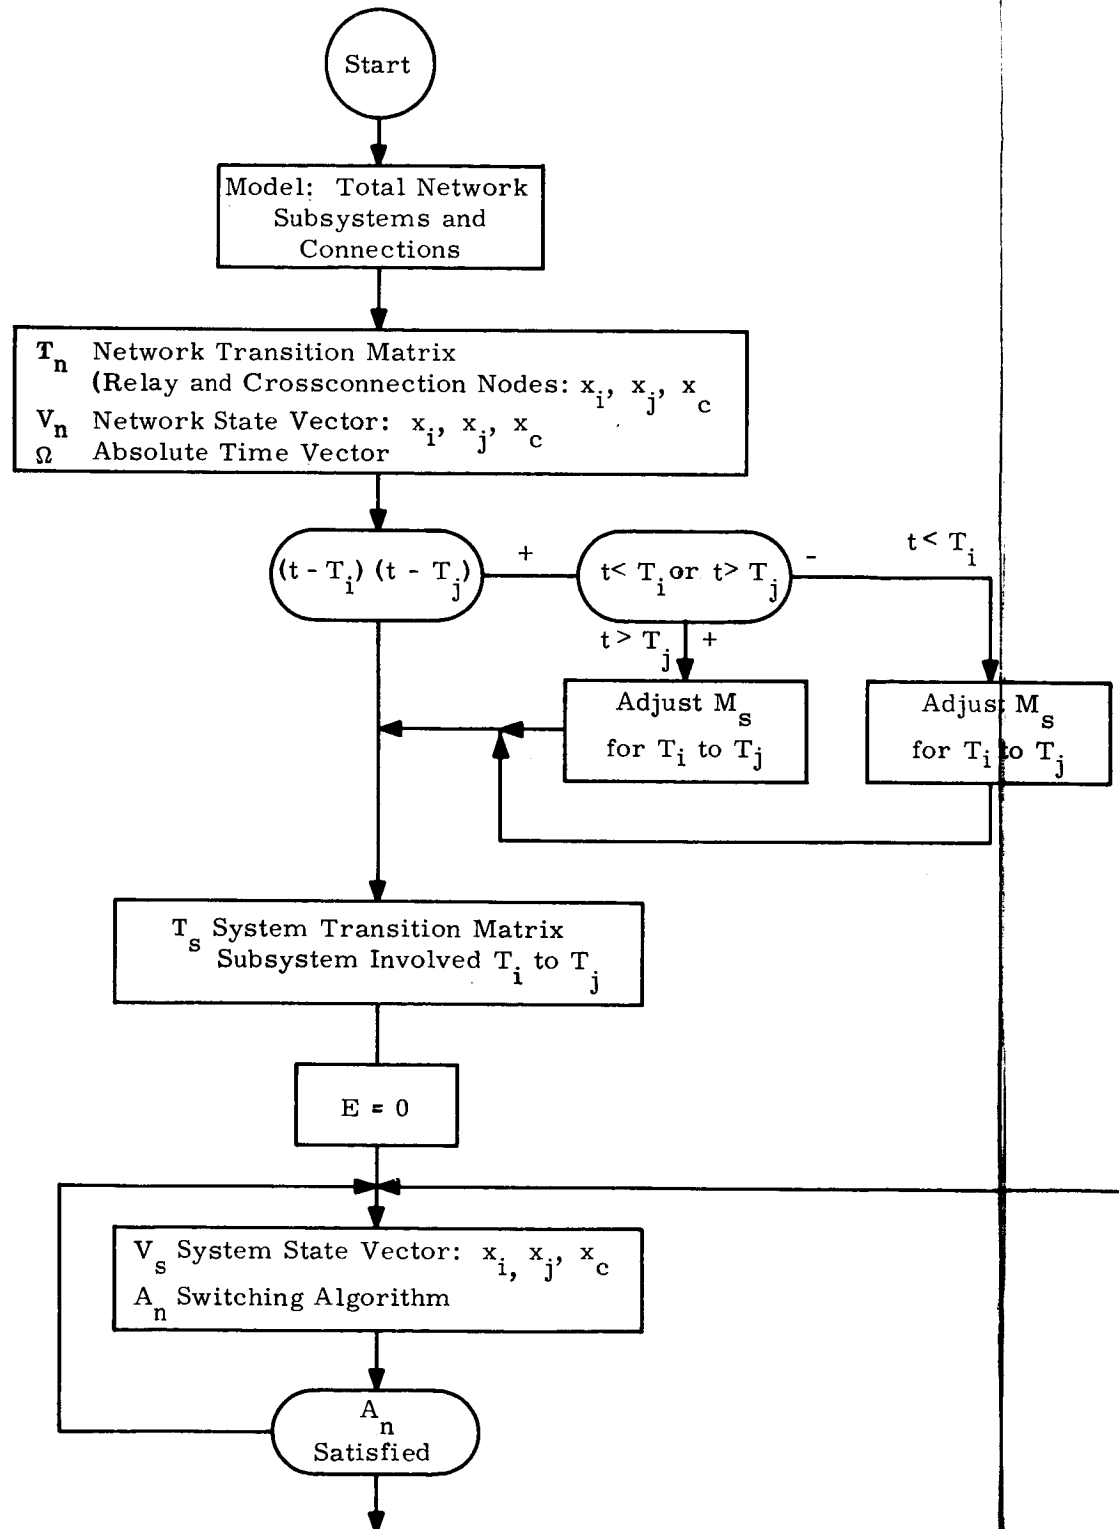 Start
Model: Total Network
Subsystems and
Connections
T_n Network Transition Matrix
(Relay and Crossconnection Nodes: x_i, x_j, x_c
V_n Network State Vector: x_i, x_j, x_c
Ω Absolute Time Vector
(t - T_i) (t - T_j)
+
t< T_i or t> T_j
-
t< T_i
t> T_j
+
Adjust M_s
for T_i to T_j
Adjust M_s
for T_i to T_j
T_s System Transition Matrix
Subsystem Involved T_i to T_j
E = 0
V_s System State Vector: x_i, x_j, x_c
A_n Switching Algorithm
A_n
Satisfied